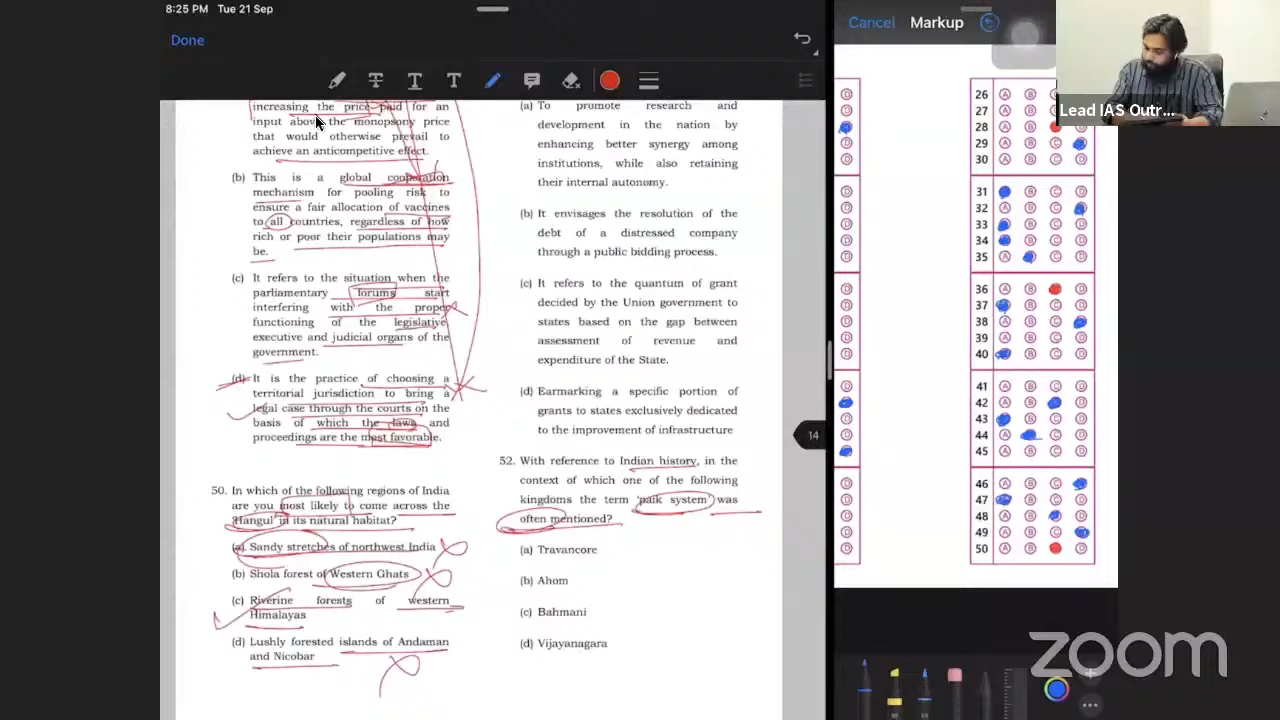 8:25 PM Tue 21 Sep
Done
increasing the price paid for an
input above the monopsony price
that would otherwise prevail to
achieve an anticompetitive effect.
(b) This is a global cooperation
mechanism for pooling risk to
ensure a fair allocation of vaccines
to all countries, regardless of how
rich or poor their populations may
be.
(c) It refers to the situation when the
parliamentary forums start
interfering with the proper
functioning of the legislative,
executive and judicial organs of the
government.
(d) It is the practice of choosing a
territorial jurisdiction to bring a
legal case through the courts on the
basis of which the laws and
proceedings are the most favorable.
50. In which of the following regions of India
are you most likely to come across the
'Hangul' in its natural habitat?
(a) Sandy stretches of northwest India
(b) Shola forest of Western Ghats
(c) Riverine forests of western
Himalayas
(d) Lushly forested islands of Andaman
and Nicobar
(a) To promote research and
development in the nation by
enhancing better synergy among
institutions, while also retaining
their internal autonomy.
(b) It envisages the resolution of the
debt of a distressed company
through a public bidding process.
(c) It refers to the quantum of grant
decided by the Union government to
states based on the gap between
assessment of revenue and
expenditure of the State.
(d) Earmarking a specific portion of
grants to states exclusively dedicated
to the improvement of infrastructure
52. With reference to Indian history, in the
context of which one of the following
kingdoms the term 'paik system' was
often mentioned?
(a) Travancore
(b) Ahom
(c) Bahmani
(d) Vijayanagara
14
Cancel Markup
Lead IAS Outr...
26 A B C
27 A B C
28 A B
29 A B C
30 A B C D
31 B C D
32 A B C
33 B C D
34 B C D
35 A C D
36 A B D
37 B C D
38 A B C
39 A B C D
40 B C D
41 A B C D
42 A B D
43 B C D
44 A C D
45 A B C D
46 A B C
47 B C D
48 A B D
49 A B C
50 A B D
zoom